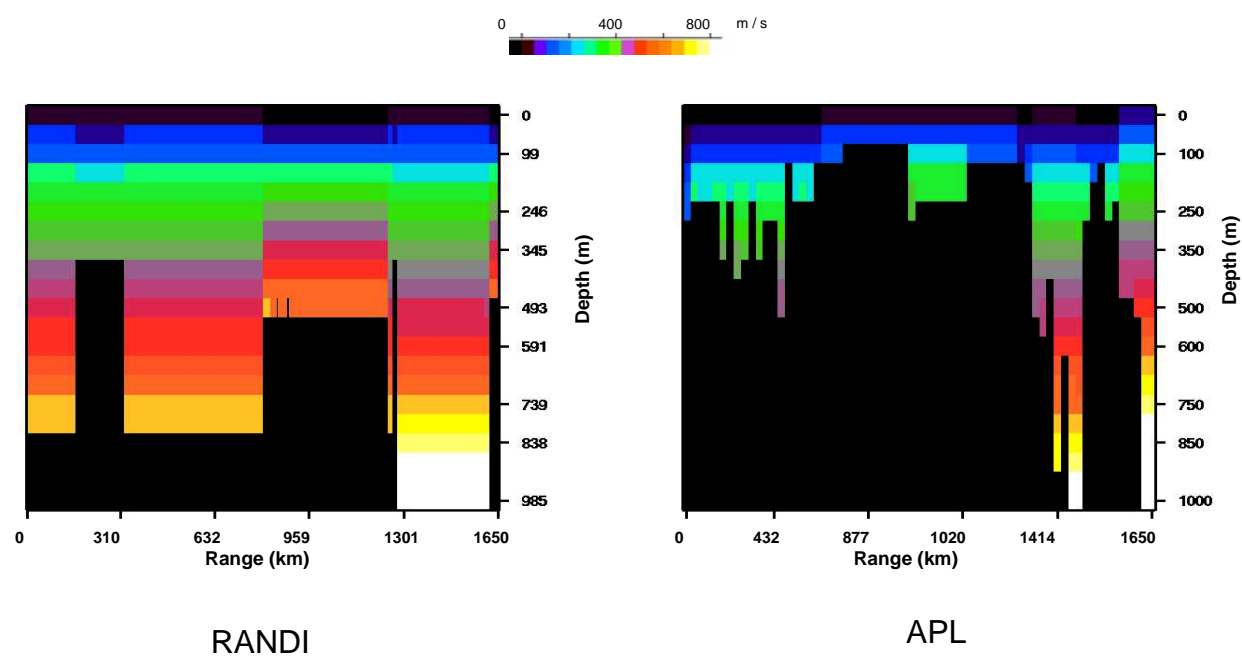 0 400 800 m / s
0
99
246
345
493
591
739
838
985
Depth (m)
0 310 632 959 1301 1650
Range (km)
RANDI
0
100
250
350
500
600
750
850
1000
Depth (m)
0 432 877 1020 1414 1650
Range (km)
APL